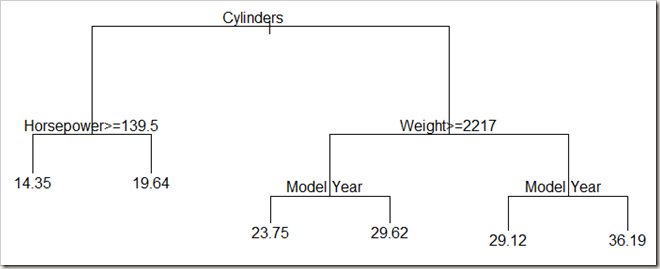 Cylinders
Horsepower>=139.5
Weight>=2217
14.35
19.64
Model Year
Model Year
23.75
29.62
29.12
36.19